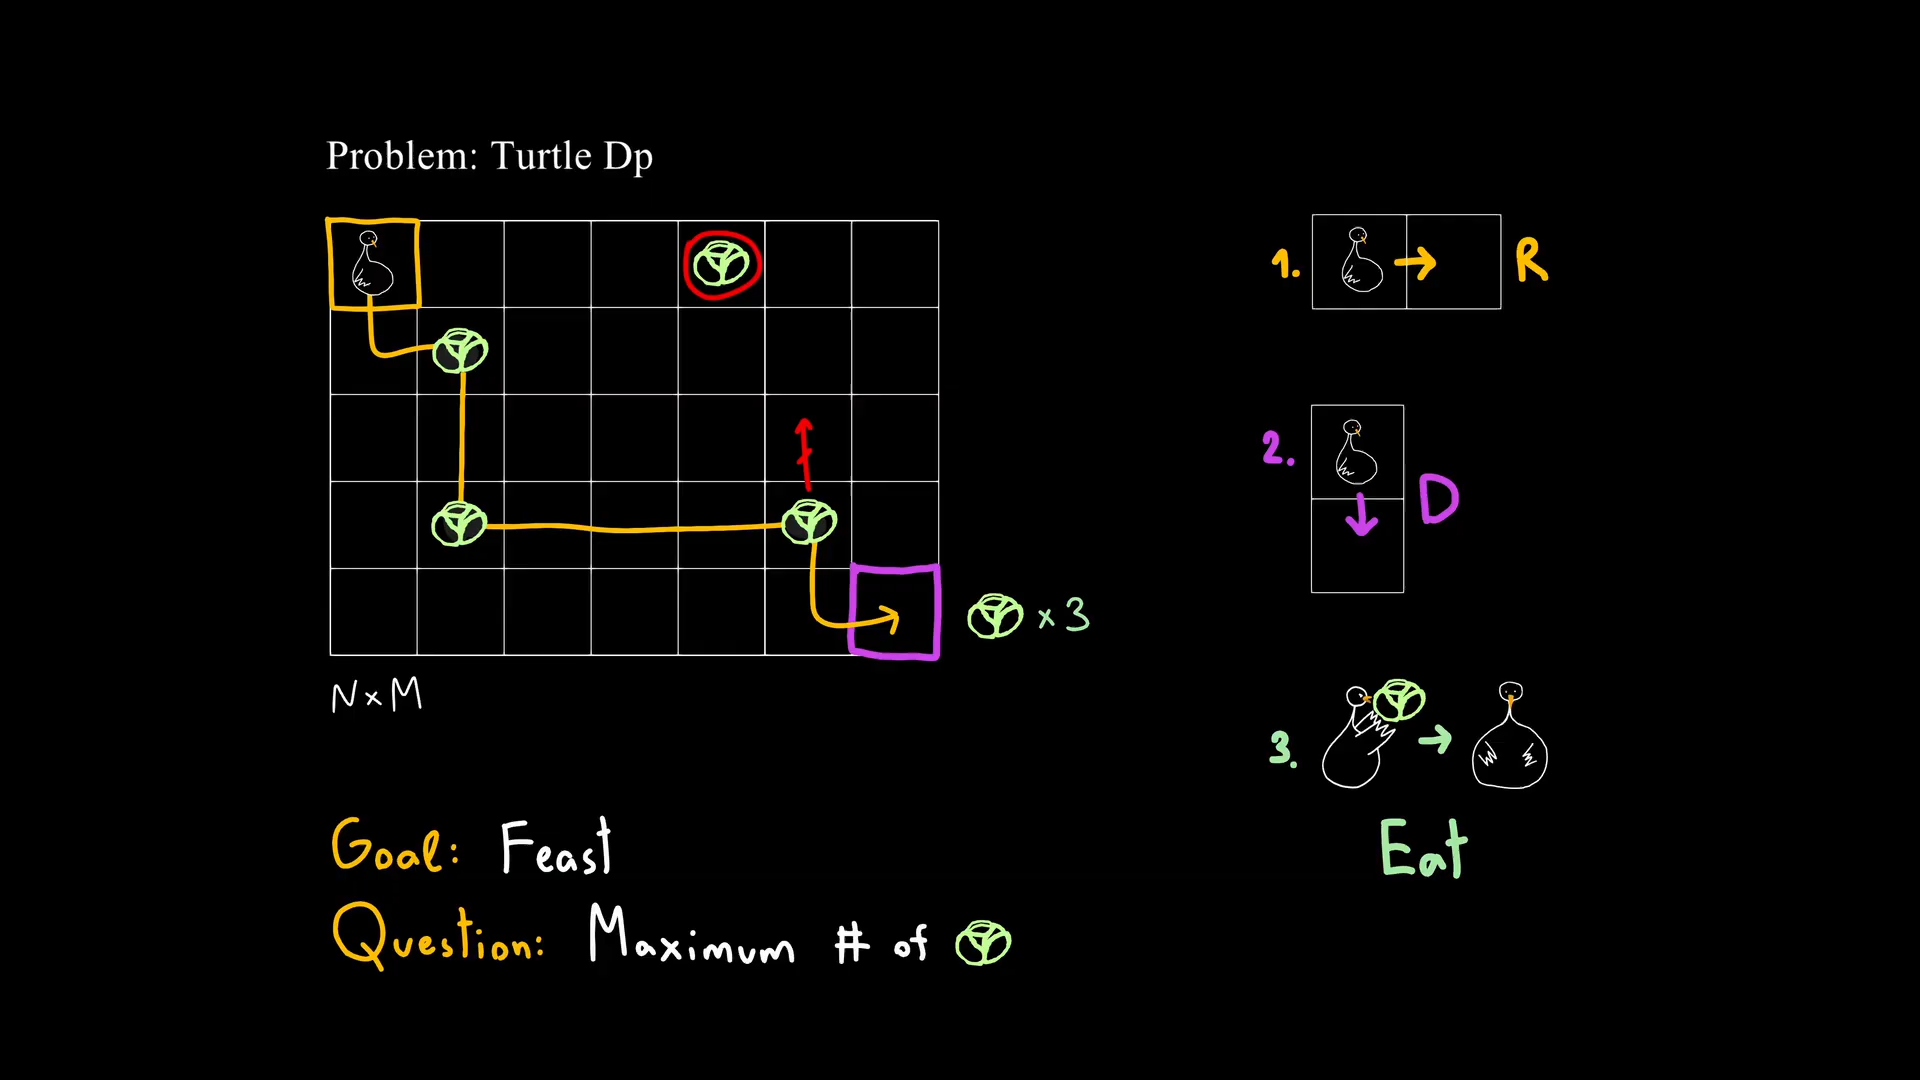 Problem: Turtle Dp
1. R
2. D
x 3
N x M
3.
Eat
Goal: Feast
Question: Maximum # of